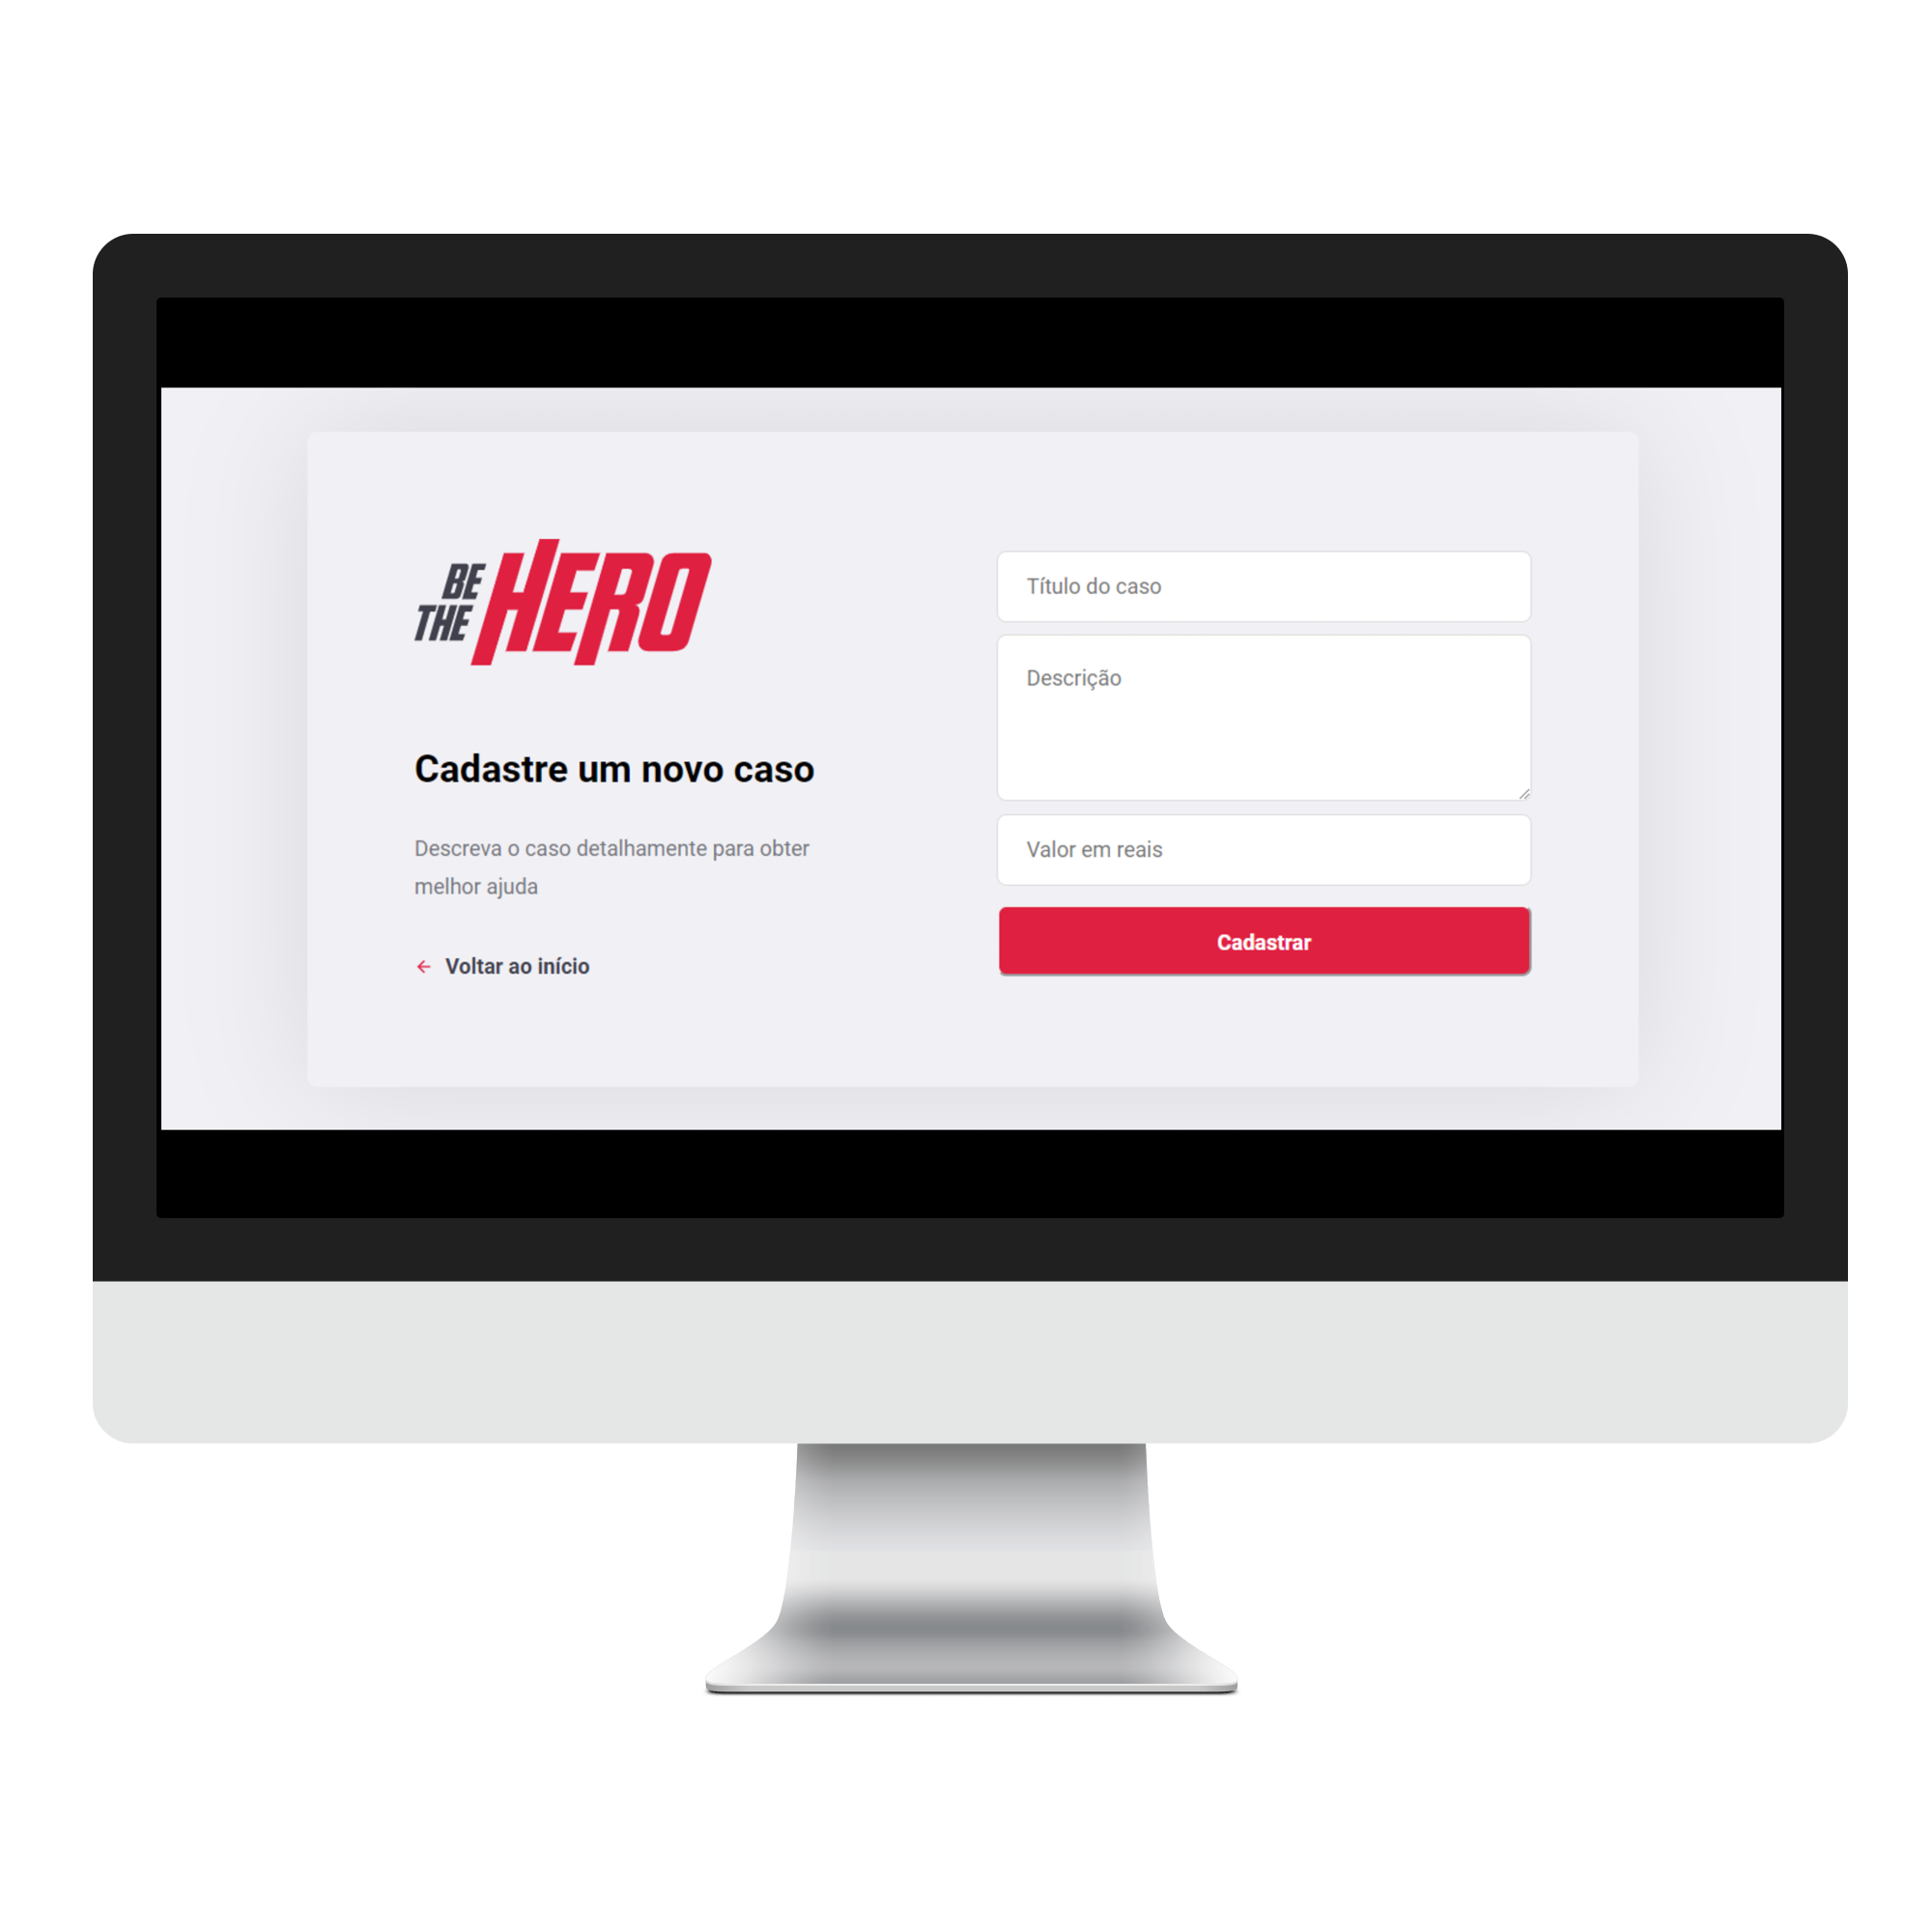 BE
THE HERO
Cadastre um novo caso
Descreva o caso detalhamente para obter
melhor ajuda
Voltar ao início
Título do caso
Descrição
Valor em reais
Cadastrar